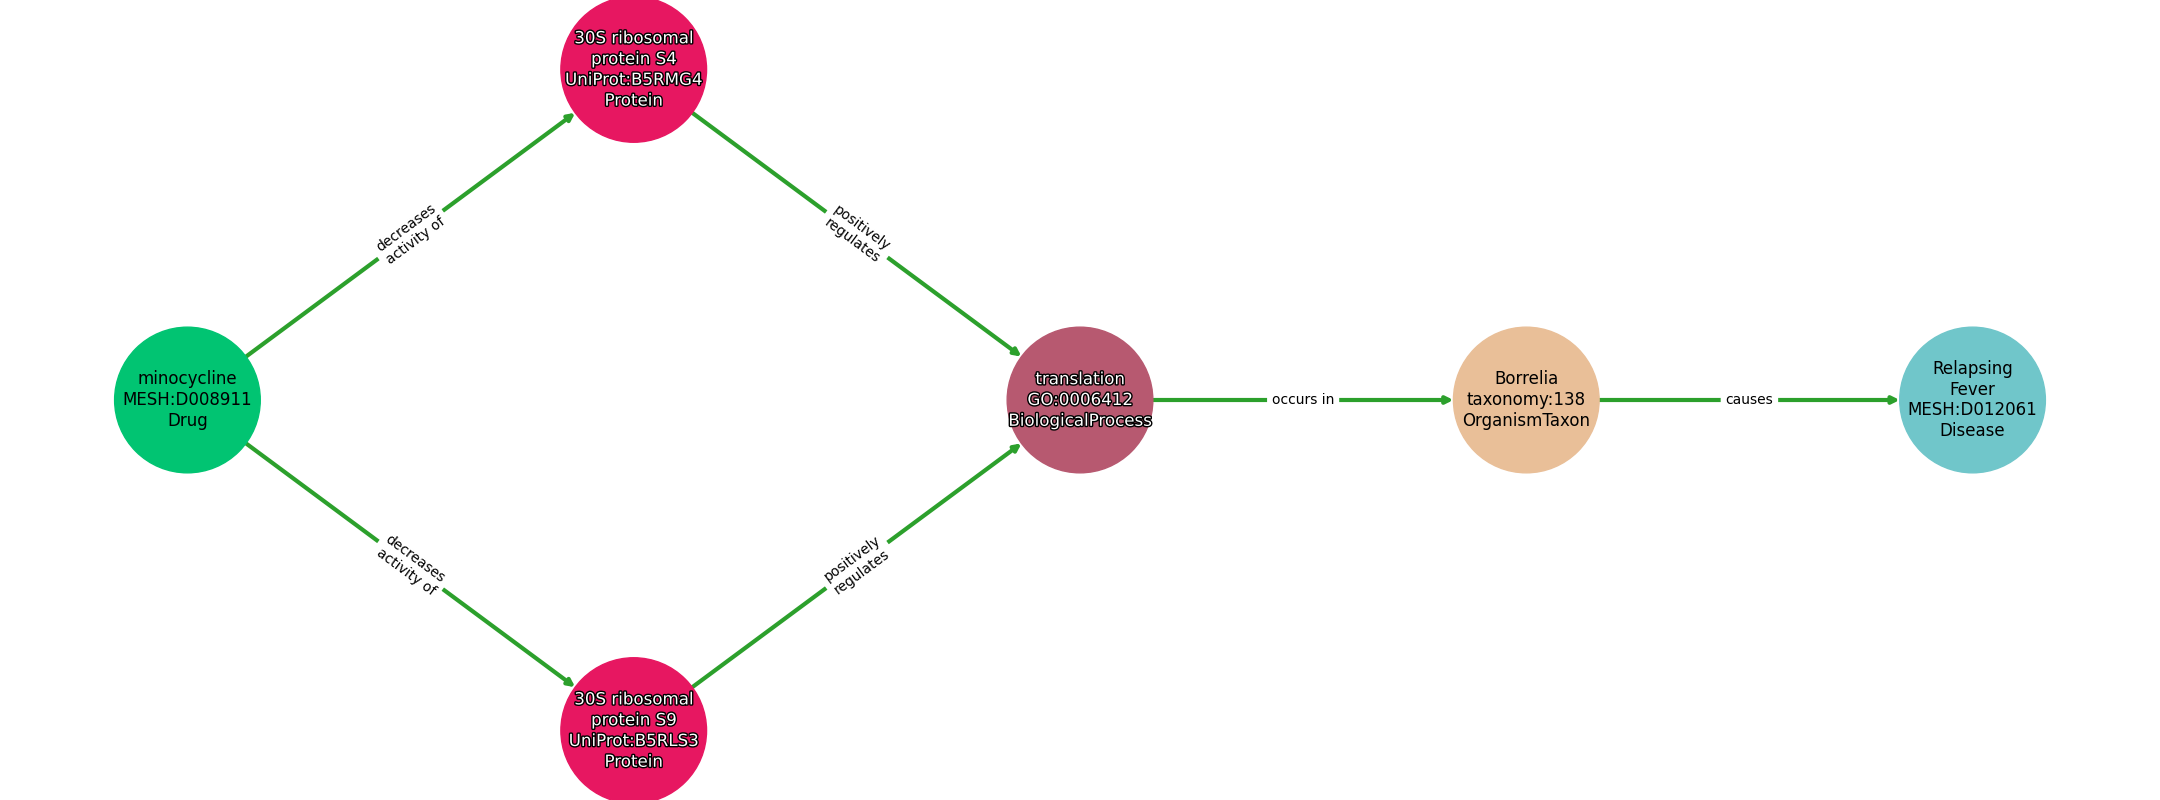 30S ribosomal
protein S4
UniProt:B5RMG4
Protein
decreases
activity of
positively
regulates
minocycline
MESH:D008911
Drug
translation
GO:0006412
BiologicalProcess
occurs in
Borrelia
taxonomy:138
OrganismTaxon
causes
Relapsing
Fever
MESH:D012061
Disease
decreases
activity of
positively
regulates
30S ribosomal
protein S9
UniProt:B5RLS3
Protein